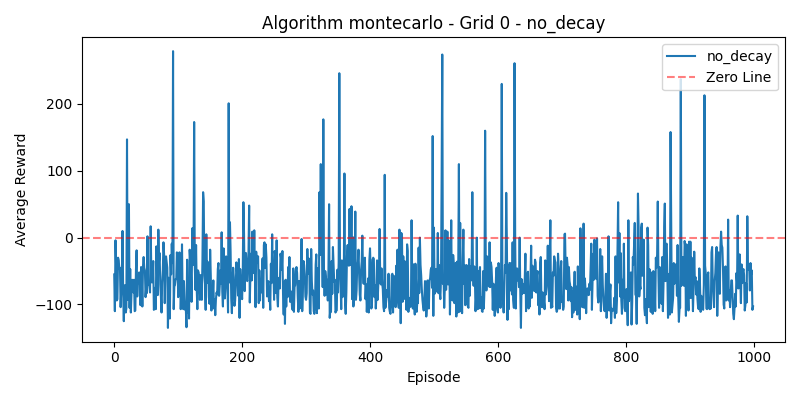 Algorithm montecarlo - Grid 0 - no_decay
no_decay
Zero Line
Average Reward
200
100
0
−100
0
200
400
600
800
1000
Episode